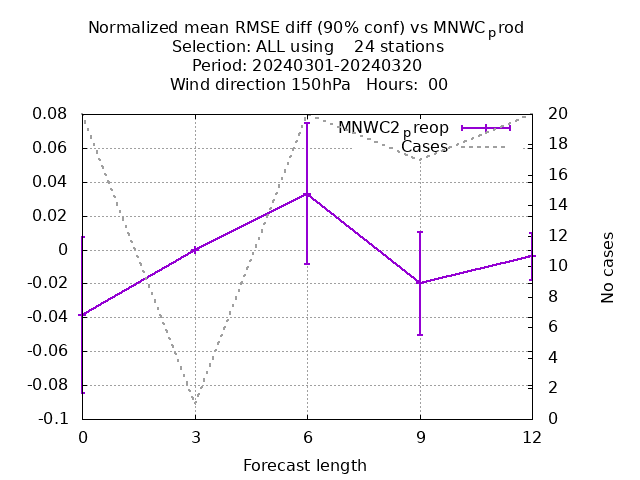 Normalized mean RMSE diff (90% conf) vs MNWC_prod
Selection: ALL using    24 stations
Period: 20240301-20240320
Wind direction 150hPa   Hours:  00
MNWC2_preop
Cases
0.08
0.06
0.04
0.02
0
-0.02
-0.04
-0.06
-0.08
-0.1
20
18
16
14
12
10
8
6
4
2
0
No cases
0 3 6 9 12
Forecast length